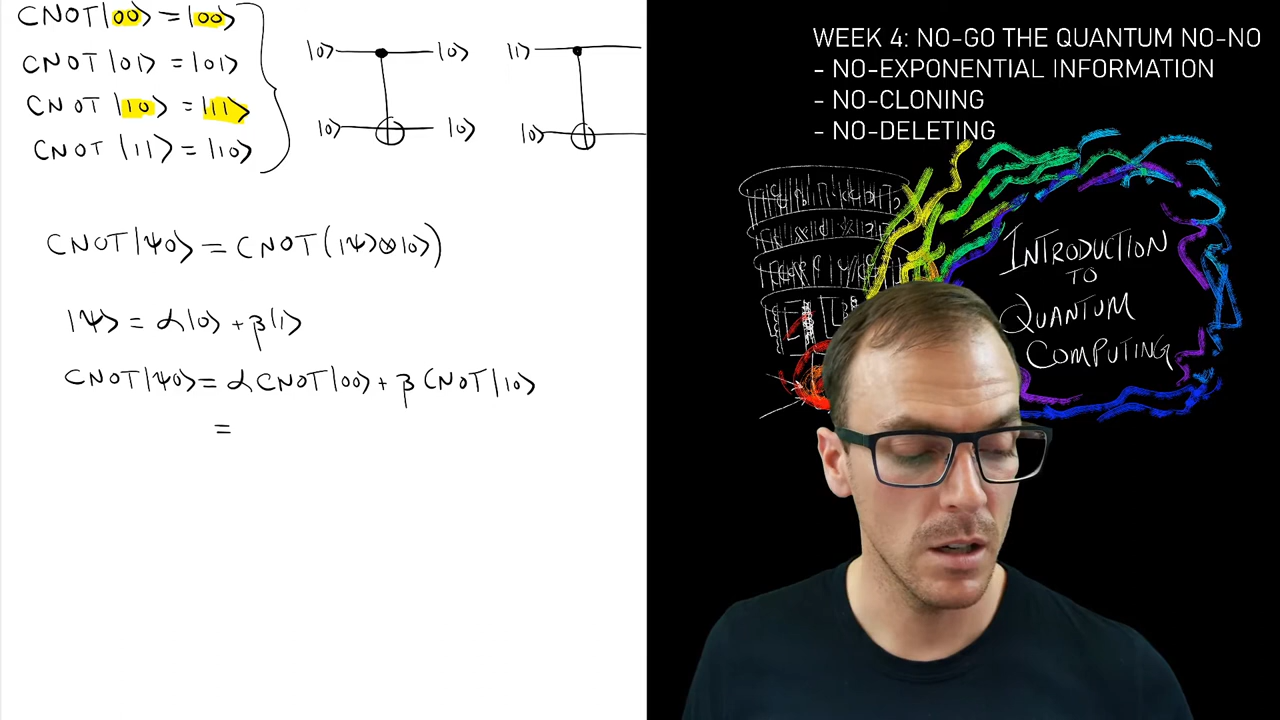 CNOT|00⟩ = |00⟩
CNOT|01⟩ = |01⟩
CNOT|10⟩ = |11⟩
CNOT|11⟩ = |10⟩
|0⟩ |0⟩
|0⟩ |0⟩
|1⟩
|0⟩
CNOT|Ψ0⟩ = CNOT(|Ψ⟩⊗|0⟩)
|Ψ⟩ = α|0⟩ + β|1⟩
CNOT|Ψ0⟩ = α CNOT|00⟩ + β CNOT|10⟩
=
WEEK 4: NO-GO THE QUANTUM NO-NO
- NO-EXPONENTIAL INFORMATION
- NO-CLONING
- NO-DELETING
INTRODUCTION
TO
QUANTUM
COMPUTING